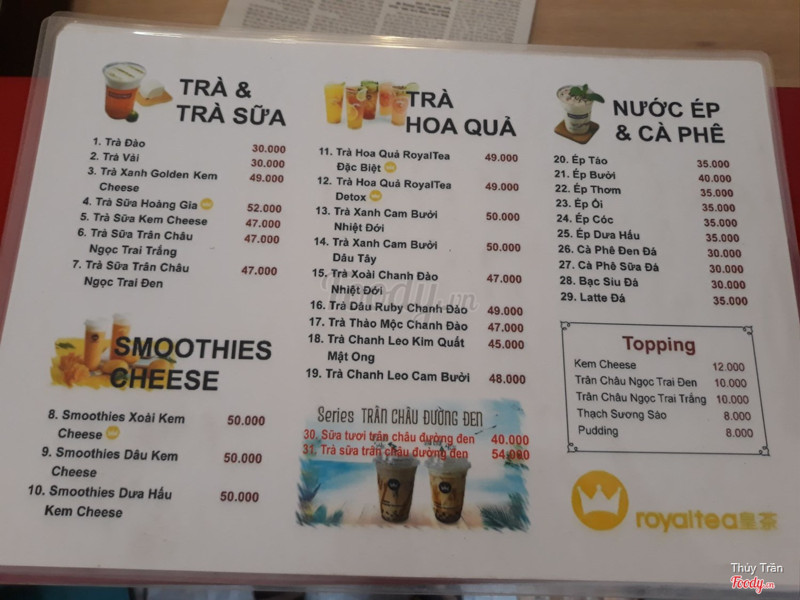 TRÀ &
TRÀ SỮA
1. Trà Đào 30.000
2. Trà Vải 30.000
3. Trà Xanh Golden Kem 49.000
Cheese
4. Trà Sữa Hoàng Gia 52.000
5. Trà Sữa Kem Cheese 47.000
6. Trà Sữa Trân Châu 47.000
Ngọc Trai Trắng
7. Trà Sữa Trân Châu 47.000
Ngọc Trai Đen
SMOOTHIES
CHEESE
8. Smoothies Xoài Kem 50.000
Cheese
9. Smoothies Dâu Kem 50.000
Cheese
10. Smoothies Dưa Hấu 50.000
Kem Cheese
TRÀ
HOA QUẢ
11. Trà Hoa Quả RoyalTea 49.000
Đặc Biệt
12. Trà Hoa Quả RoyalTea 49.000
Detox
13. Trà Xanh Cam Bưởi 50.000
Nhiệt Đới
14. Trà Xanh Cam Bưởi 50.000
Dâu Tây
15. Trà Xoài Chanh Đào 47.000
Nhiệt Đới
16. Trà Dâu Ruby Chanh Đào 49.000
17. Trà Thảo Mộc Chanh Đào 47.000
18. Trà Chanh Leo Kim Quất 45.000
Mật Ong
19. Trà Chanh Leo Cam Bưởi 48.000
Series TRÂN CHÂU ĐƯỜNG ĐEN
30. Sữa tươi trân châu đường đen 40.000
31. Trà sữa trân châu đường đen 54.000
NƯỚC ÉP
& CÀ PHÊ
20. Ép Táo 35.000
21. Ép Bưởi 40.000
22. Ép Thơm 35.000
23. Ép Ổi 35.000
24. Ép Cóc 35.000
25. Ép Dưa Hấu 35.000
26. Cà Phê Đen Đá 30.000
27. Cà Phê Sữa Đá 30.000
28. Bạc Sỉu Đá 30.000
29. Latte Đá 35.000
Topping
Kem Cheese 12.000
Trân Châu Ngọc Trai Đen 10.000
Trân Châu Ngọc Trai Trắng 10.000
Thạch Sương Sáo 8.000
Pudding 8.000
royaltea皇茶
Foody.vn
Thúy Trân
Foody.vn